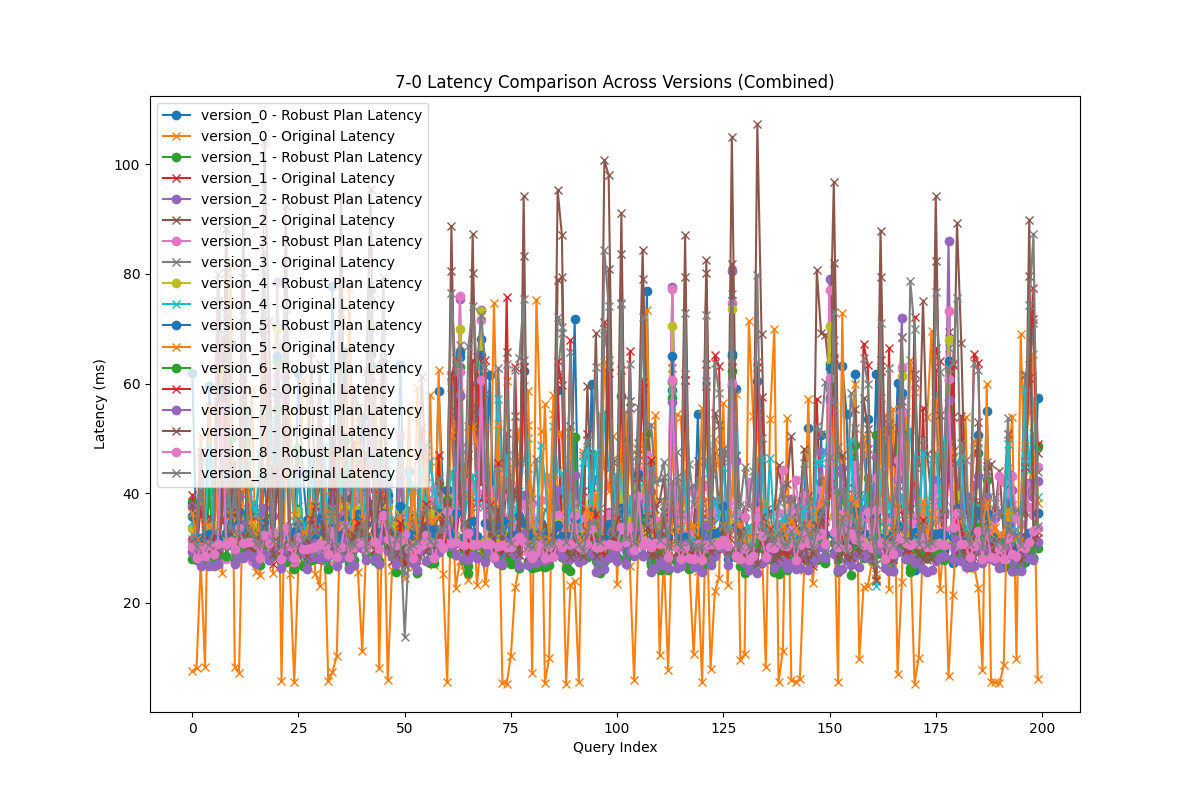 7-0 Latency Comparison Across Versions (Combined)
version_0 - Robust Plan Latency
version_0 - Original Latency
version_1 - Robust Plan Latency
version_1 - Original Latency
version_2 - Robust Plan Latency
version_2 - Original Latency
version_3 - Robust Plan Latency
version_3 - Original Latency
version_4 - Robust Plan Latency
version_4 - Original Latency
version_5 - Robust Plan Latency
version_5 - Original Latency
version_6 - Robust Plan Latency
version_6 - Original Latency
version_7 - Robust Plan Latency
version_7 - Original Latency
version_8 - Robust Plan Latency
version_8 - Original Latency
Latency (ms)
100
80
60
40
20
0
25
50
75
100
125
150
175
200
Query Index